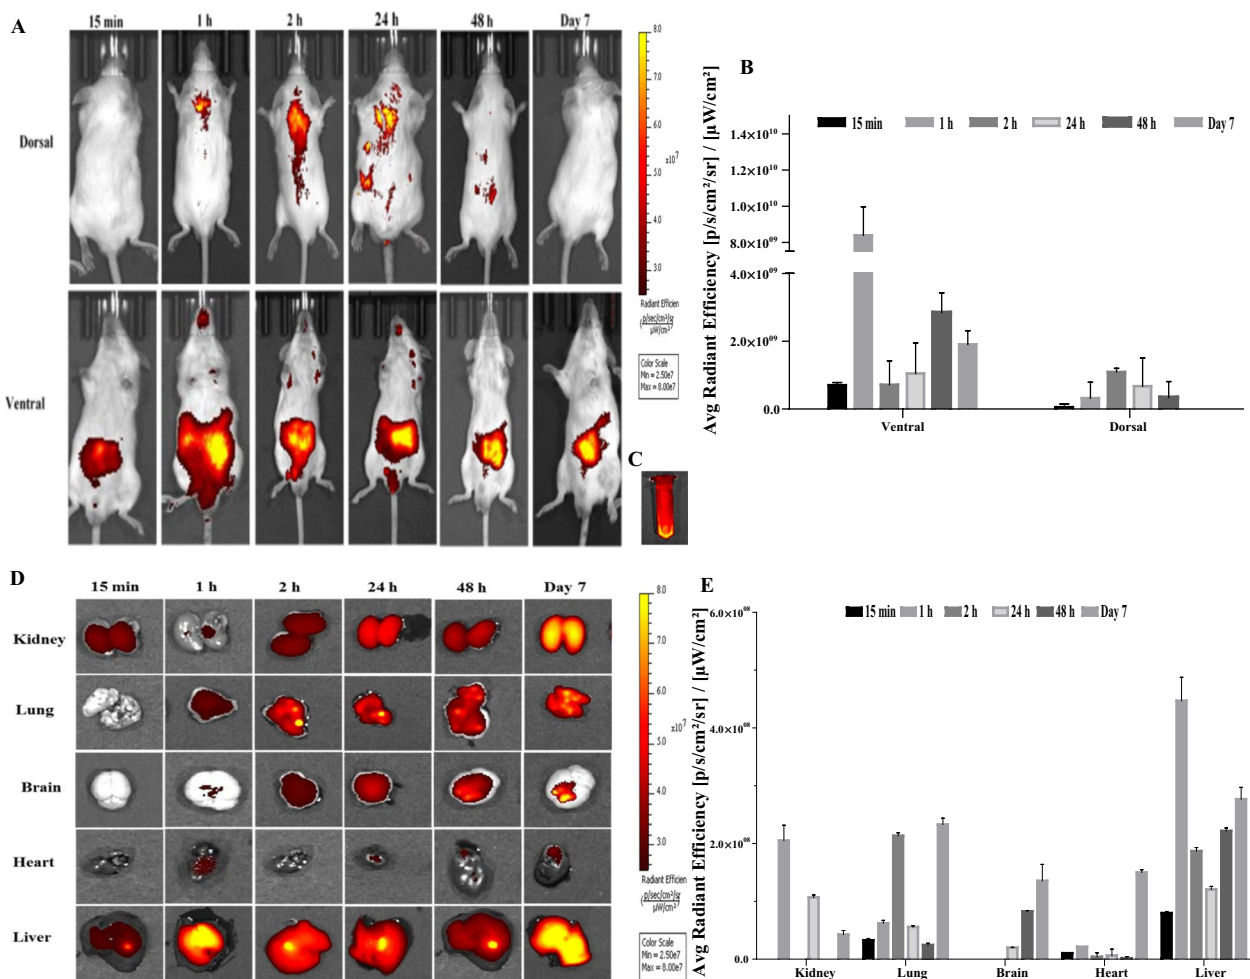 A
15 min
1 h
2 h
24 h
48 h
Day 7
Dorsal
Ventral
8.0
7.0
6.0
x10⁷
5.0
4.0
3.0
Radiant Efficien
(p/sec/cm²/sr
µW/cm²)
Color Scale
Min = 2.50e7
Max = 8.00e7
B
15 min
1 h
2 h
24 h
48 h
Day 7
Avg Radiant Efficiency [p/s/cm²/sr] / [µW/cm²]
1.4×10¹⁰
1.2×10¹⁰
1.0×10¹⁰
8.0×10⁰⁹
4.0×10⁰⁹
2.0×10⁰⁹
0.0
Ventral
Dorsal
C
D
15 min
1 h
2 h
24 h
48 h
Day 7
Kidney
Lung
Brain
Heart
Liver
8.0
7.0
6.0
x10⁷
5.0
4.0
3.0
Radiant Efficien
(p/sec/cm²/sr
µW/cm²)
Color Scale
Min = 2.50e7
Max = 8.00e7
E
15 min
1 h
2 h
24 h
48 h
Day 7
Avg Radiant Efficiency [p/s/cm²/sr] / [µW/cm²]
6.0×10⁰⁸
4.0×10⁰⁸
2.0×10⁰⁸
0.0
Kidney
Lung
Brain
Heart
Liver